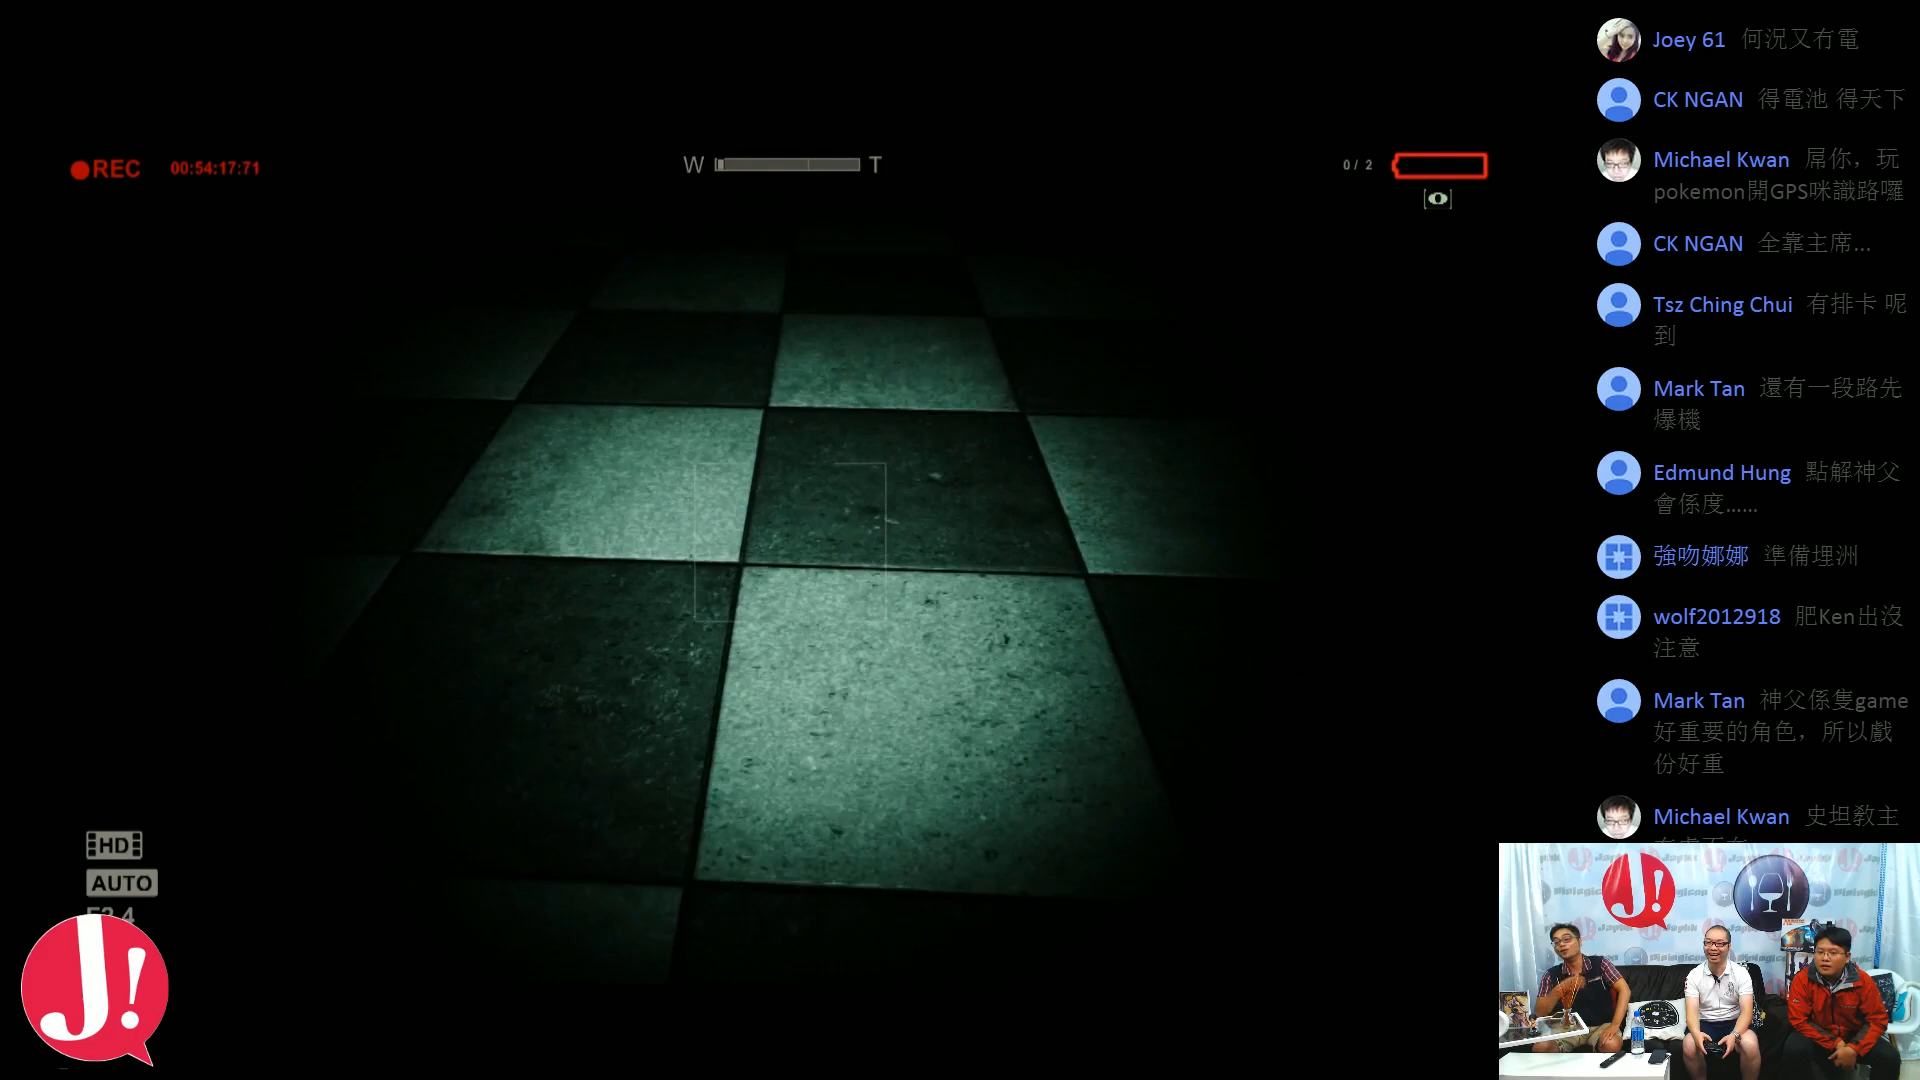 REC
00:54:17:71
W T
0 / 2
HD
AUTO
J!
Joey 61 何況又冇電
CK NGAN 得電池 得天下
Michael Kwan 屌你，玩
pokemon開GPS咪識路囉
CK NGAN 全靠主席...
Tsz Ching Chui 有排卡 呢
到
Mark Tan 還有一段路先
爆機
Edmund Hung 點解神父
會係度......
強吻娜娜 準備埋洲
wolf2012918 肥Ken出沒
注意
Mark Tan 神父係隻game
好重要的角色，所以戲
份好重
Michael Kwan 史坦敎主
J!